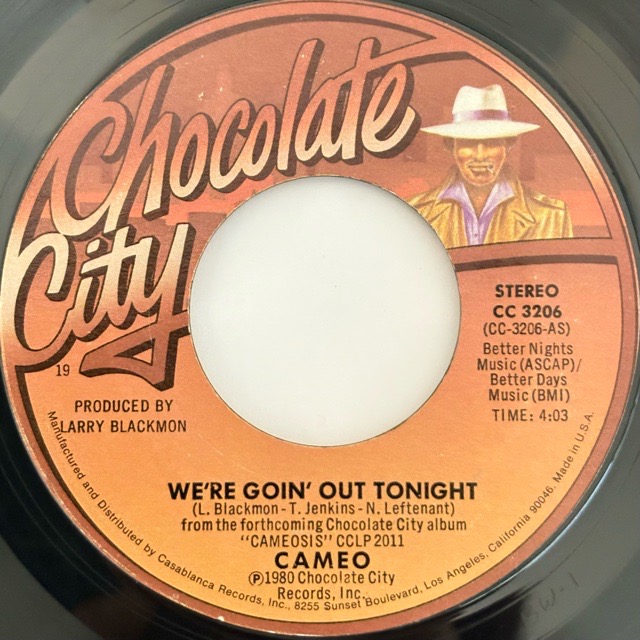 Chocolate
City
STEREO
CC 3206
(CC-3206-AS)
Better Nights
Music (ASCAP)/
Better Days
Music (BMI)
TIME: 4:03
19
PRODUCED BY
LARRY BLACKMON
WE'RE GOIN' OUT TONIGHT
(L. Blackmon - T. Jenkins - N. Leftenant)
from the forthcoming Chocolate City album
"CAMEOSIS" CCLP 2011
CAMEO
Ⓟ1980 Chocolate City
Records, Inc.
Manufactured and Distributed by Casablanca Records, Inc., 8255 Sunset Boulevard, Los Angeles, California 90046. Made in U.S.A.